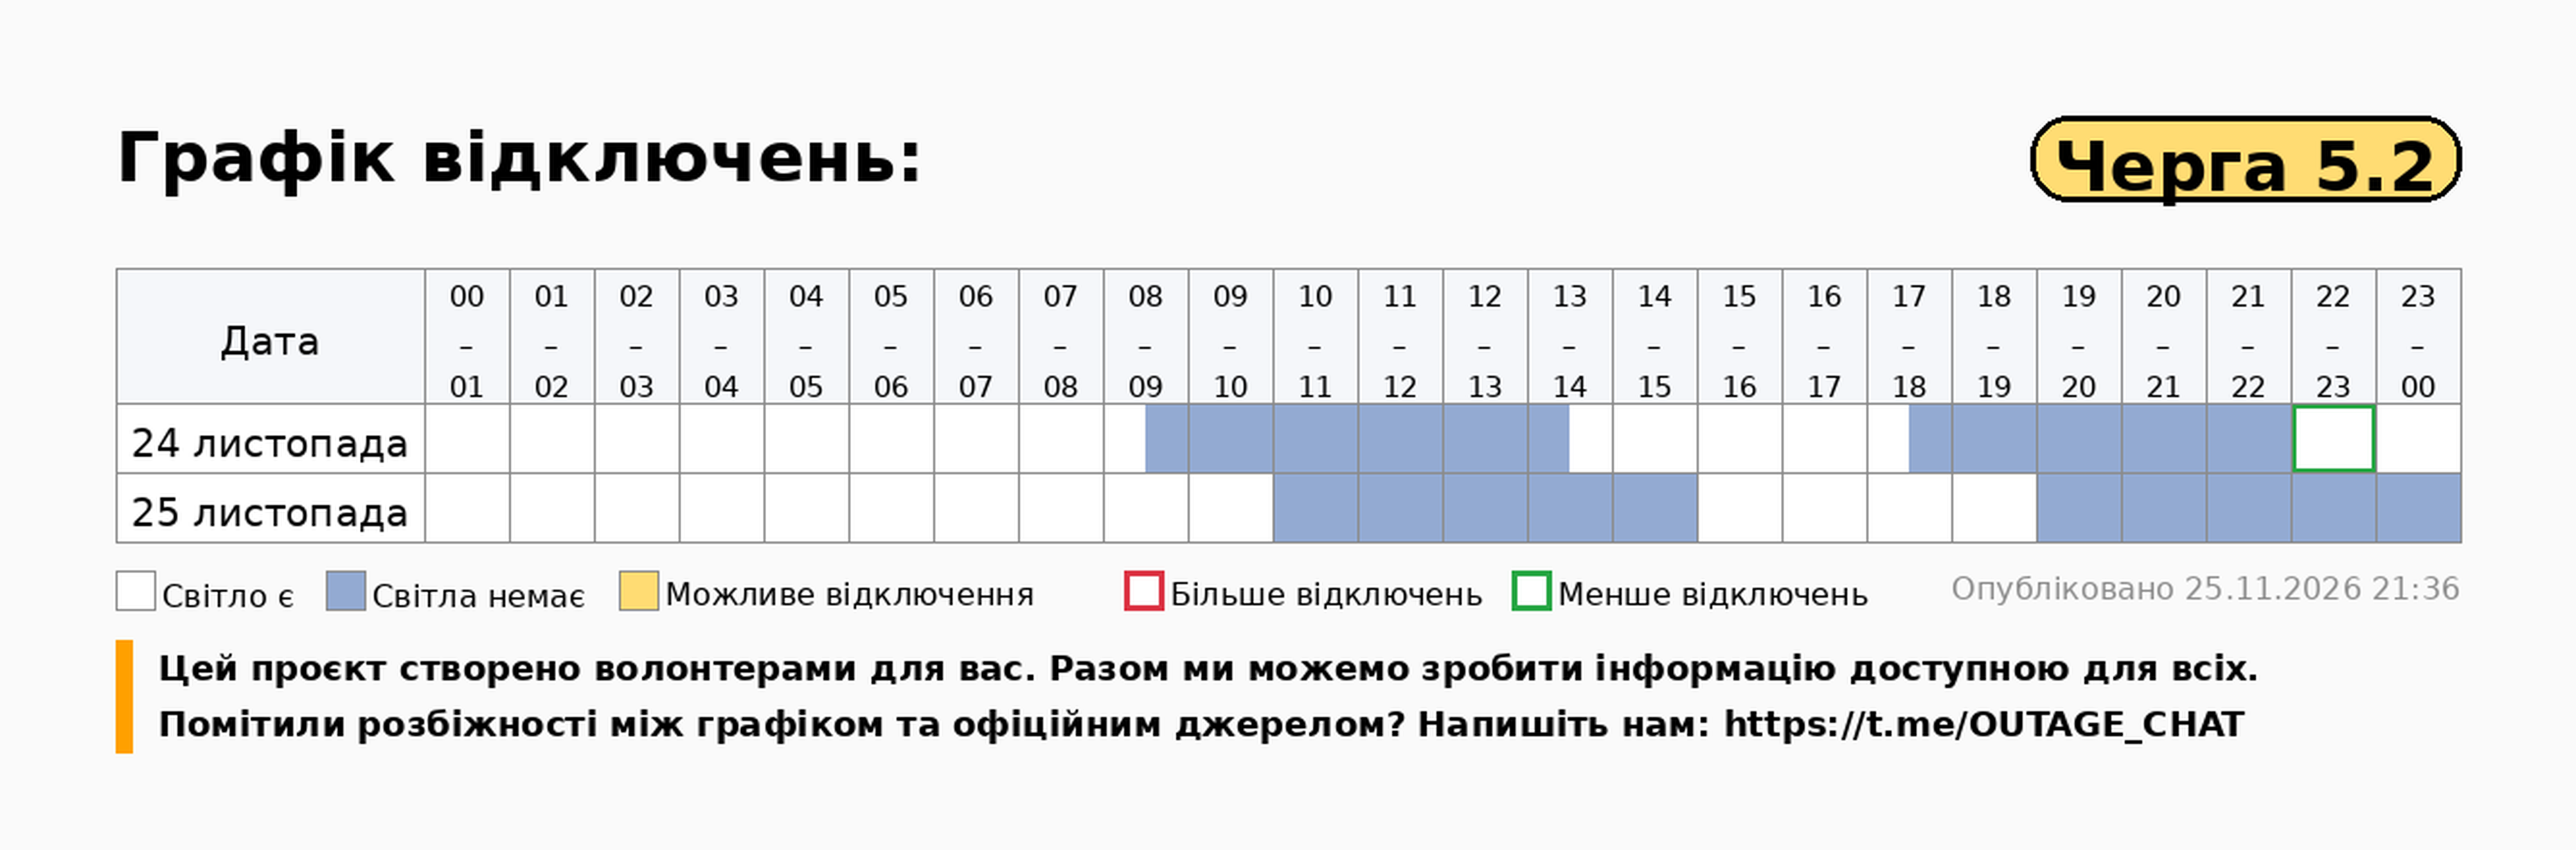 Графік відключень:
Черга 5.2
Дата
00 – 01
01 – 02
02 – 03
03 – 04
04 – 05
05 – 06
06 – 07
07 – 08
08 – 09
09 – 10
10 – 11
11 – 12
12 – 13
13 – 14
14 – 15
15 – 16
16 – 17
17 – 18
18 – 19
19 – 20
20 – 21
21 – 22
22 – 23
23 – 00
24 листопада
25 листопада
Світло є
Світла немає
Можливе відключення
Більше відключень
Менше відключень
Опубліковано 25.11.2026 21:36
Цей проєкт створено волонтерами для вас. Разом ми можемо зробити інформацію доступною для всіх.
Помітили розбіжності між графіком та офіційним джерелом? Напишіть нам: https://t.me/OUTAGE_CHAT